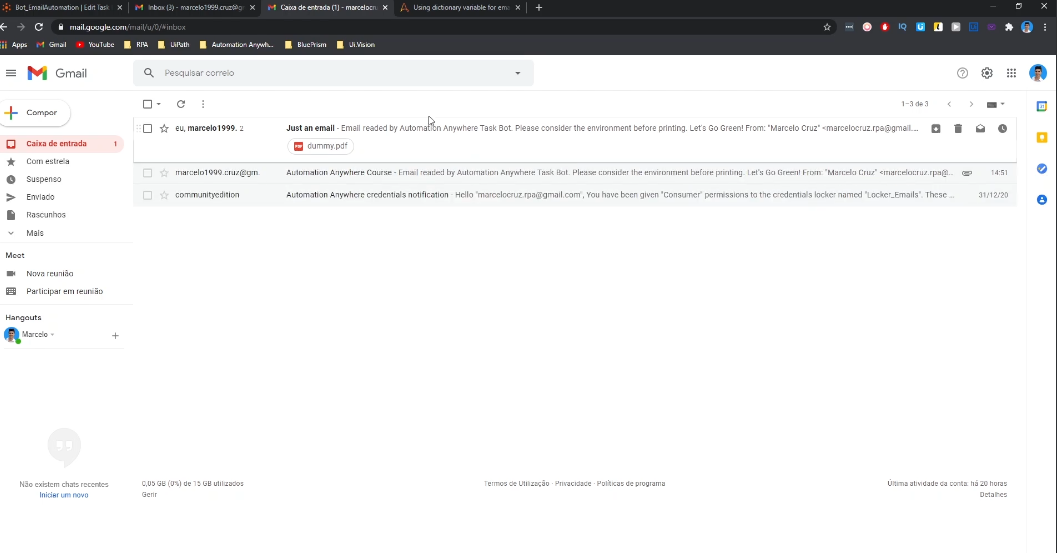 Bot_EmailAutomation | Edit Task
Inbox (3) - marcelo1999.cruz@gm
Caixa de entrada (1) - marcelocru
Using dictionary variable for ema
mail.google.com/mail/u/0/#inbox
Apps
Gmail
YouTube
RPA
UiPath
Automation Anywh...
BluePrism
Ui.Vision
Gmail
Pesquisar correio
Compor
1–3 de 3
Caixa de entrada 1
eu, marcelo1999. 2
Just an email - Email readed by Automation Anywhere Task Bot. Please consider the environment before printing. Let's Go Green! From: "Marcelo Cruz" <marcelocruz.rpa@gmail....
dummy.pdf
Com estrela
marcelo1999.cruz@gm.
Automation Anywhere Course - Email readed by Automation Anywhere Task Bot. Please consider the environment before printing. Let's Go Green! From: "Marcelo Cruz" <marcelocruz.rpa@g...
14:51
Suspenso
communityedition
Automation Anywhere credentials notification - Hello "marcelocruz.rpa@gmail.com", You have been given "Consumer" permissions to the credentials locker named "Locker_Emails". These ...
31/12/20
Enviado
Rascunhos
Mais
Meet
Nova reunião
Participar em reunião
Hangouts
Marcelo
Não existem chats recentes
Iniciar um novo
0,05 GB (0%) de 15 GB utilizados
Gerir
Termos de Utilização · Privacidade · Políticas de programa
Última atividade da conta: há 20 horas
Detalhes